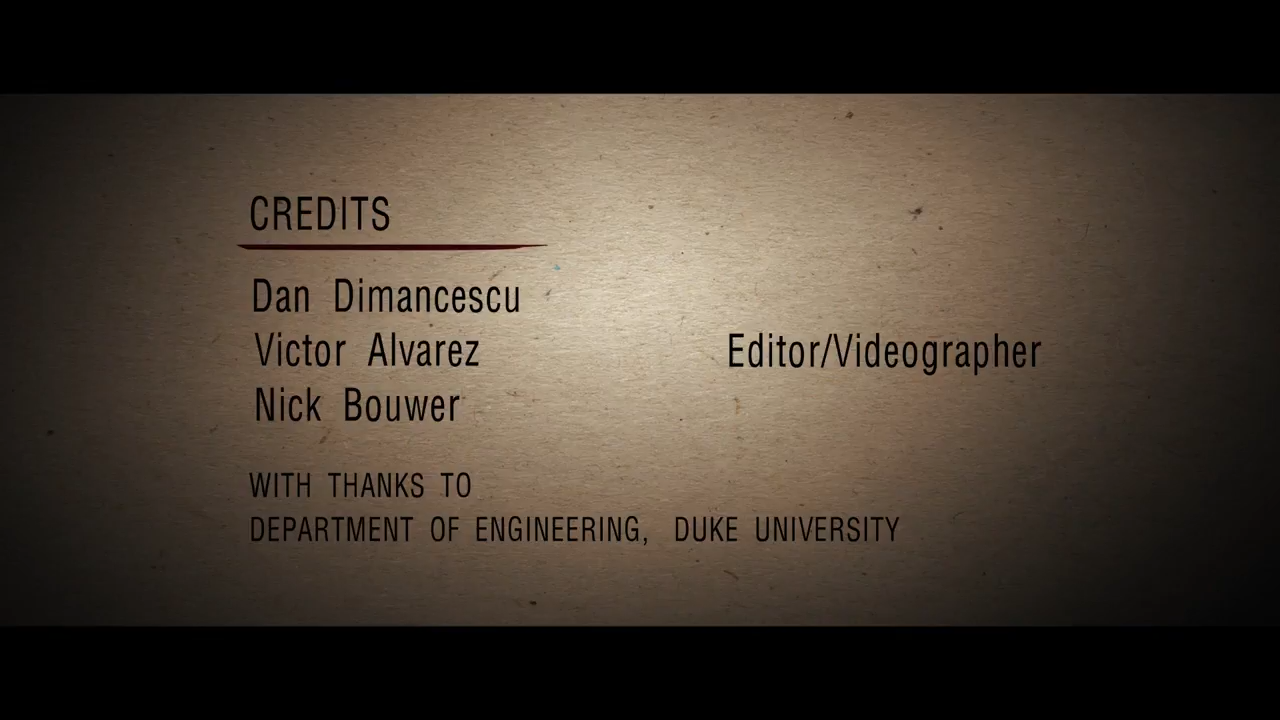 CREDITS
Dan Dimancescu
Victor Alvarez Editor/Videographer
Nick Bouwer
WITH THANKS TO
DEPARTMENT OF ENGINEERING, DUKE UNIVERSITY